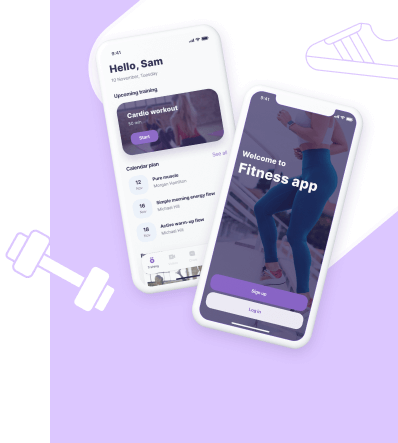 9:41
Hello, Sam
10 November, Tuesday
Upcoming training
Cardio workout
50 min
Start
Calendar plan
See all
12
Nov
Pure muscle
Morgan Hamilton
16
Nov
Simple morning energy flow
Michael Hill
18
Nov
Active warm-up flow
Michael Hill
Training
9:41
Welcome to
Fitness app
Sign up
Log in